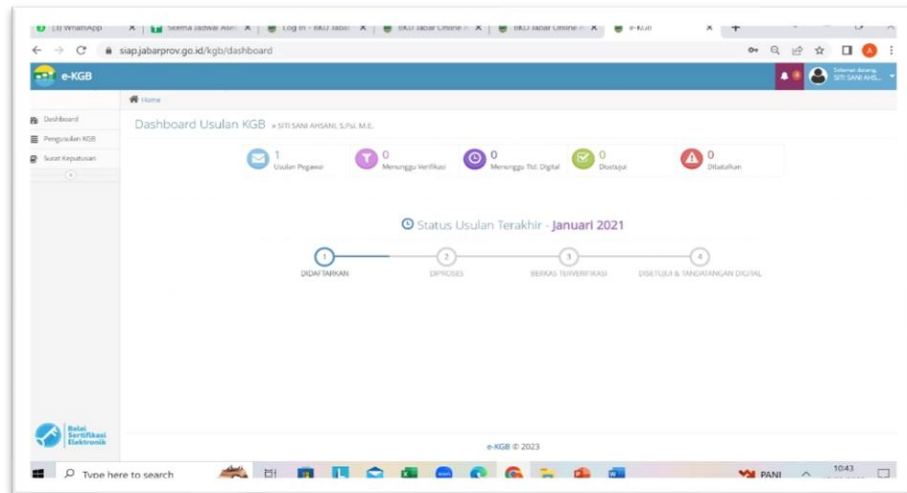 (3) WhatsApp
Skema Jadwal
Log in - BKD Jabar
BKD Jabar Online
BKD Jabar Online
e-KGB
siap.jabarprov.go.id/kgb/dashboard
e-KGB
Selamat datang,
SITI SANI AHS...
Home
Dashboard
Pengusulan KGB
Surat Keputusan
Dashboard Usulan KGB » SITI SANI AHSANI, S.Psi. M.E.
1
Usulan Pegawai
0
Menunggu Verifikasi
0
Menunggu Ttd. Digital
0
Disetujui
0
Dibatalkan
Status Usulan Terakhir - Januari 2021
1
2
3
4
DIDAFTARKAN
DIPROSES
BERKAS TERVERIFIKASI
DISETUJUI & TANDATANGAN DIGITAL
Balai
Sertifikasi
Elektronik
e-KGB © 2023
Type here to search
PANI
10:43